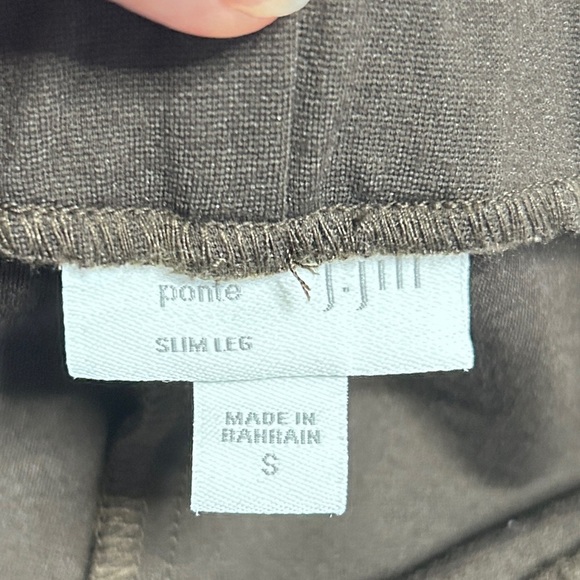 ponte j.jill
SLIM LEG
MADE IN
BAHRAIN
S